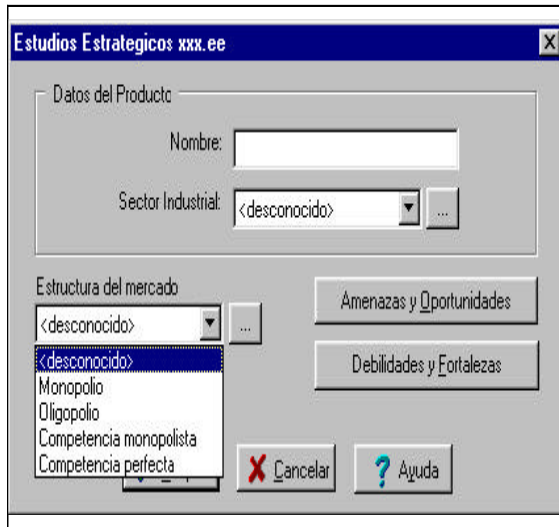 Estudios Estrategicos xxx.ee
Datos del Producto
Nombre:
Sector Industrial:
<desconocido>
...
Estructura del mercado
<desconocido>
...
<desconocido>
Monopolio
Oligopolio
Competencia monopolista
Competencia perfecta
Amenazas y Oportunidades
Debilidades y Fortalezas
Cancelar
? Ayuda